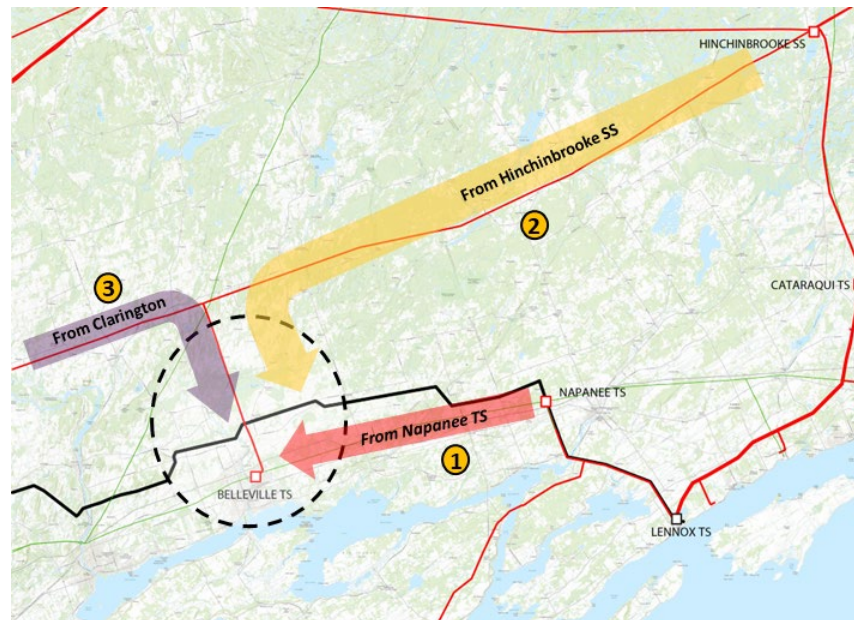 HINCHINBROOKE SS
From Hinchinbrooke SS
2
CATARAQUI TS
3
From Clarington
NAPANEE TS
From Napanee TS
1
BELLEVILLE TS
LENNOX TS